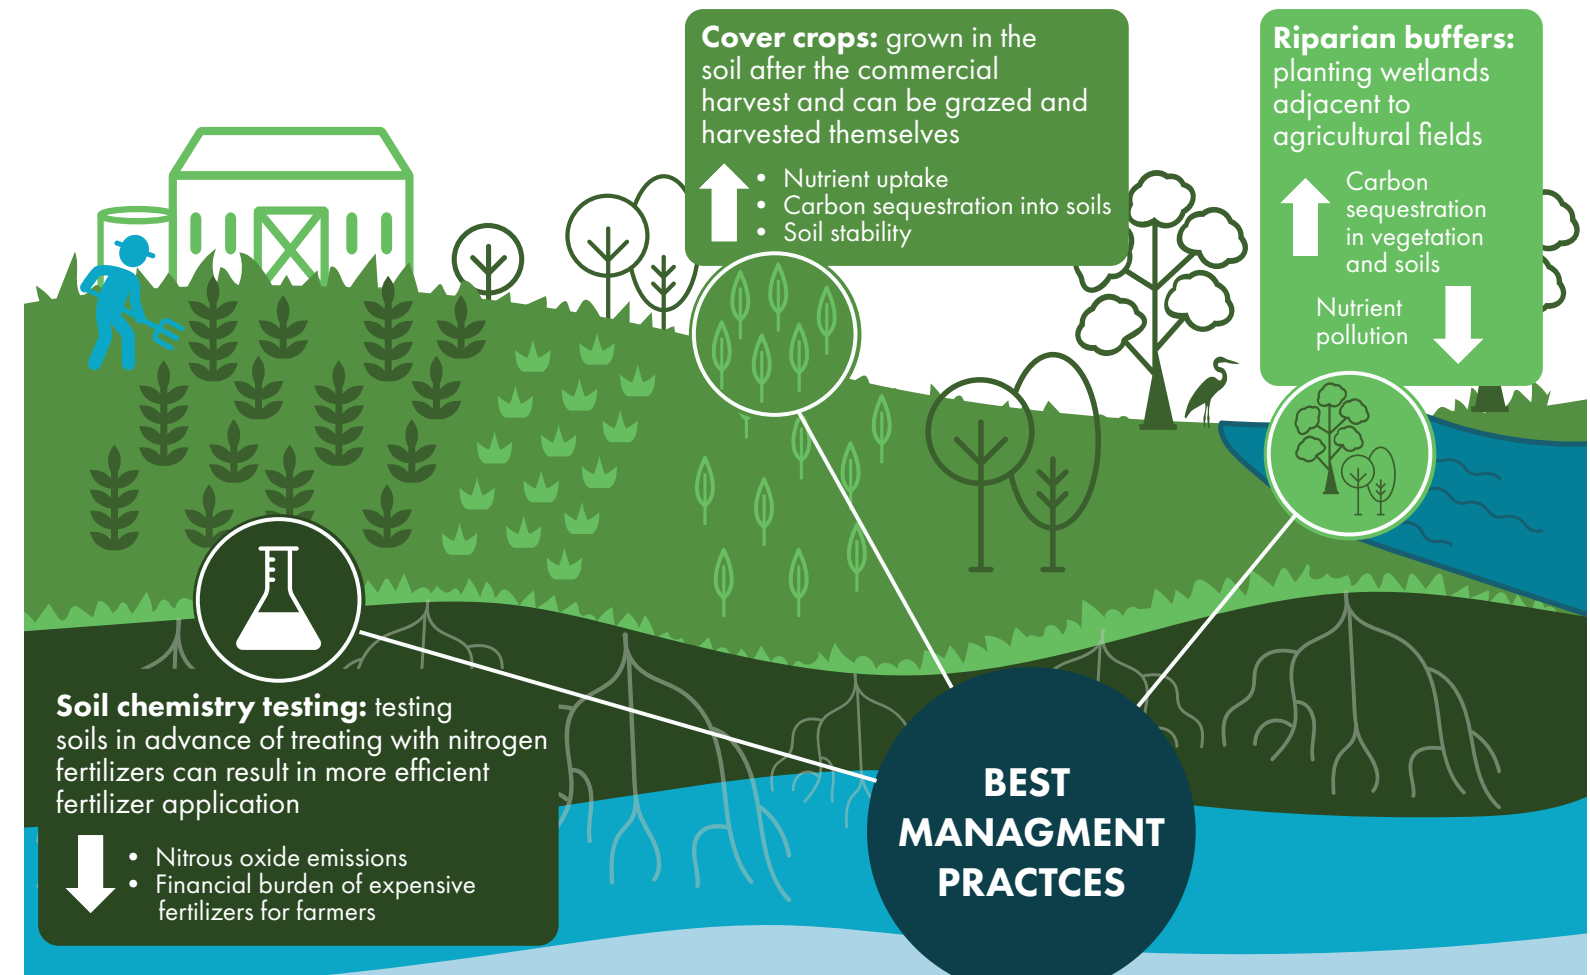 Cover crops: grown in the
soil after the commercial
harvest and can be grazed and
harvested themselves
• Nutrient uptake
• Carbon sequestration into soils
• Soil stability
Riparian buffers:
planting wetlands
adjacent to
agricultural fields
Carbon
sequestration
in vegetation
and soils
Nutrient
pollution
Soil chemistry testing: testing
soils in advance of treating with nitrogen
fertilizers can result in more efficient
fertilizer application
• Nitrous oxide emissions
• Financial burden of expensive
fertilizers for farmers
BEST
MANAGMENT
PRACTCES